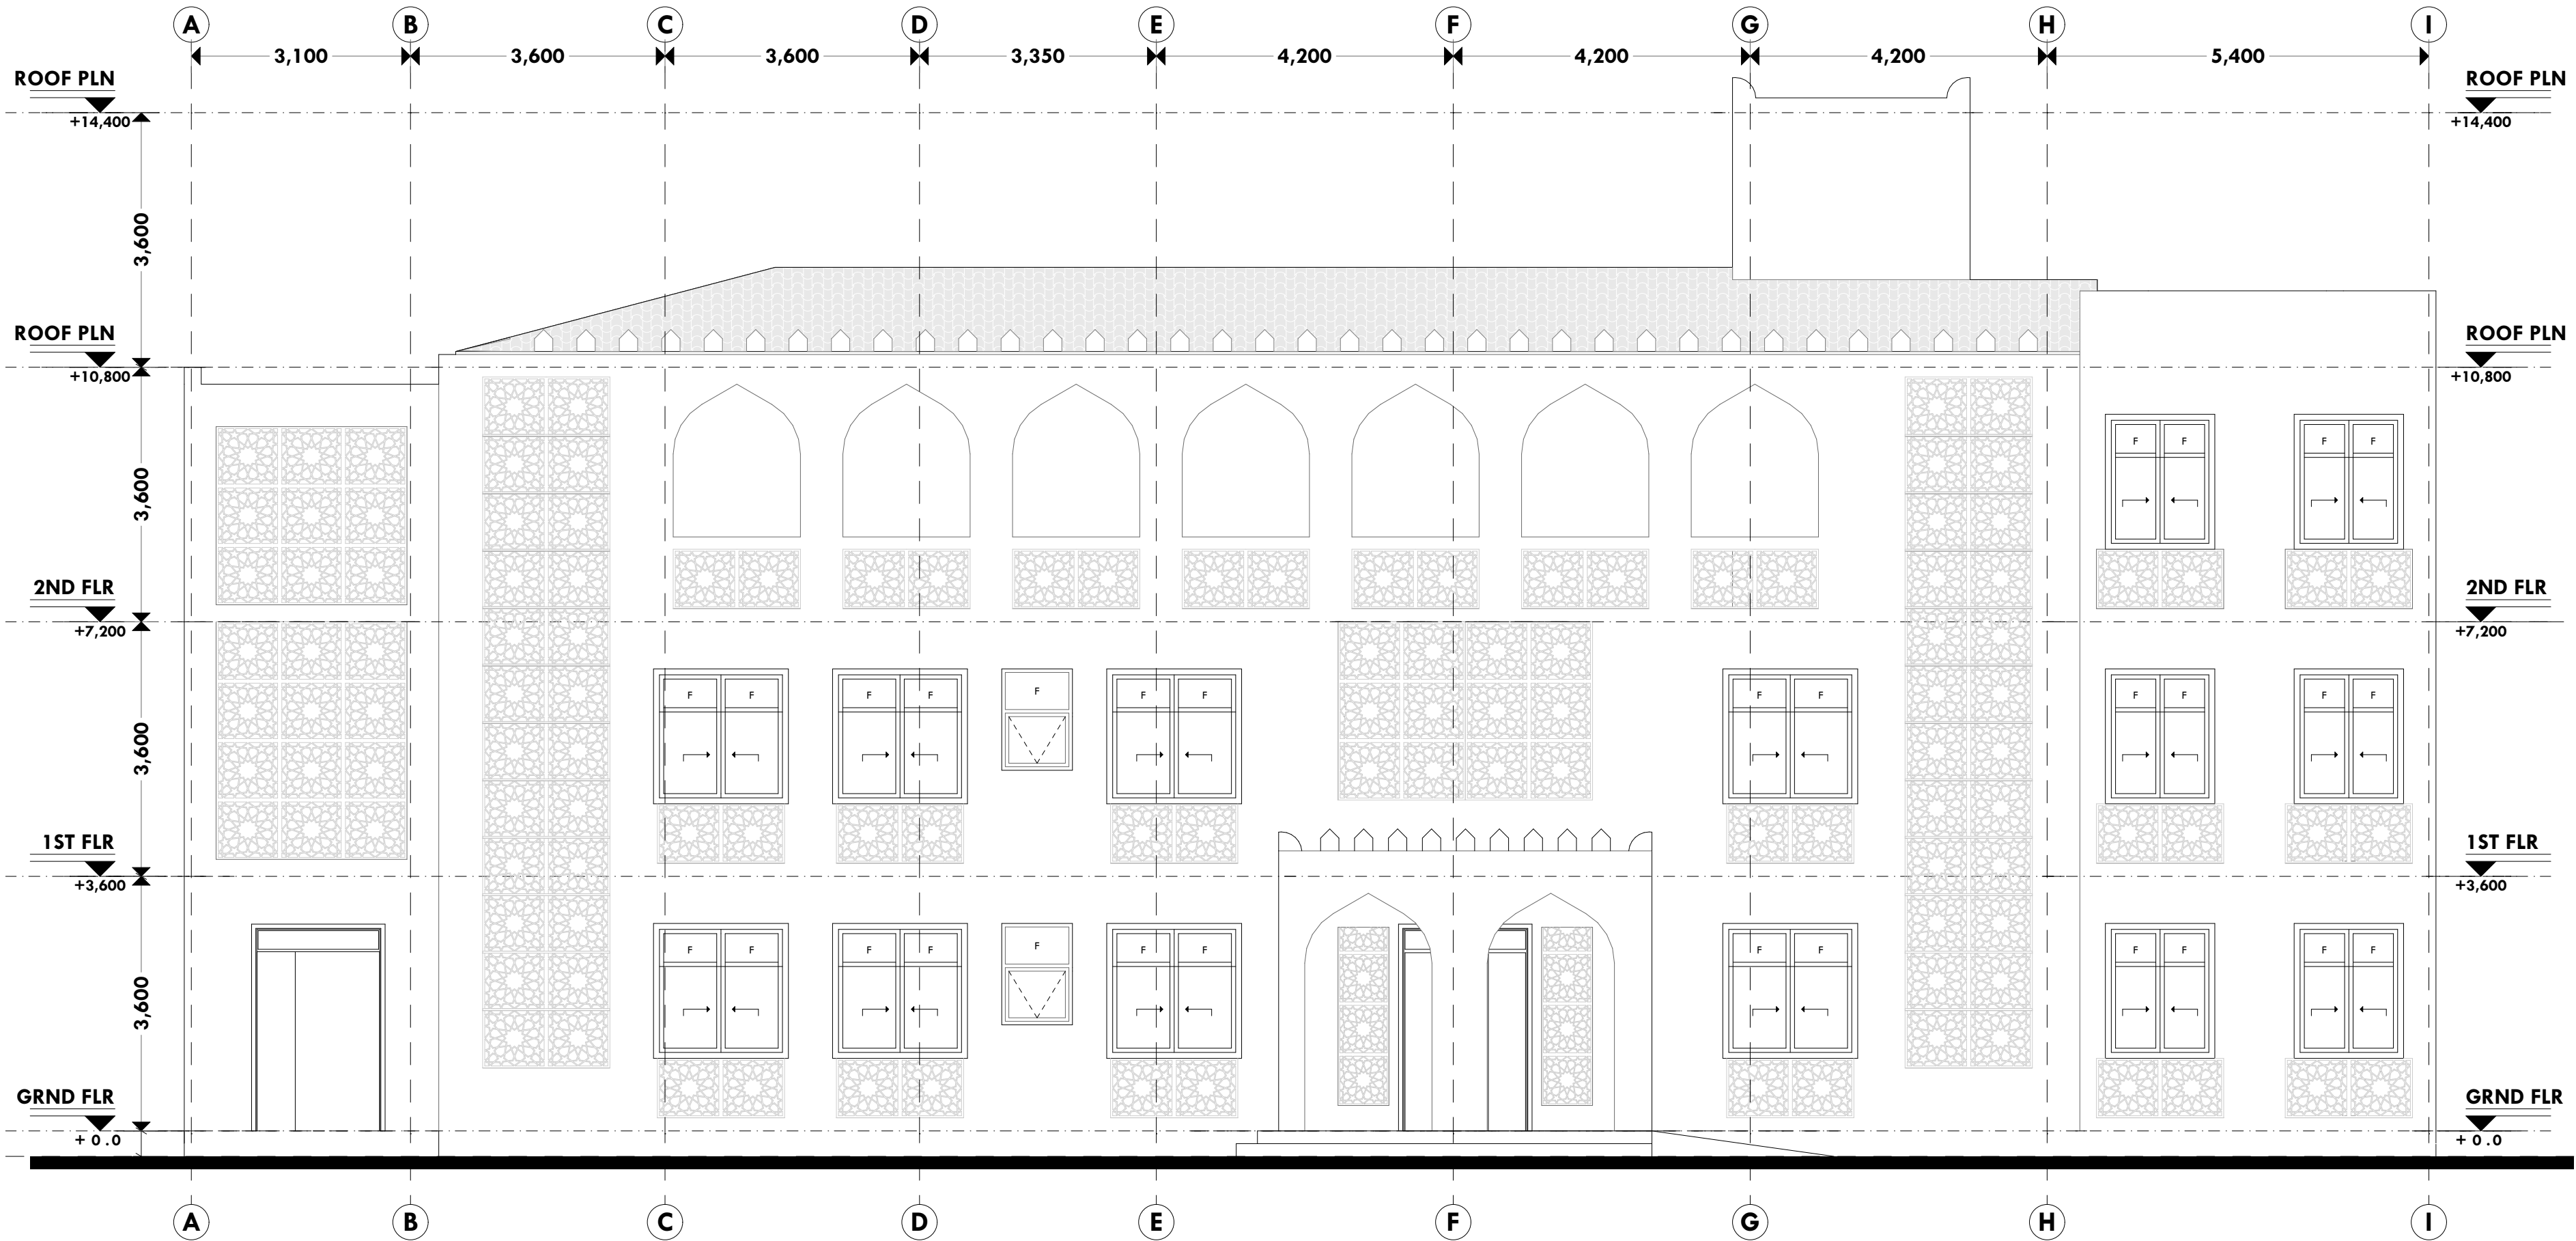 A B C D E F G H I
3,100 3,600 3,600 3,350 4,200 4,200 4,200 5,400
ROOF PLN ROOF PLN
+14,400 +14,400
3,600
ROOF PLN ROOF PLN
+10,800 +10,800
F F F F
3,600
2ND FLR 2ND FLR
+7,200 +7,200
F F F F F F F F F F F F F
3,600
1ST FLR 1ST FLR
+3,600 +3,600
F F F F F F F F F F F F F
3,600
GRND FLR GRND FLR
+ 0 . 0 + 0 . 0
A B C D E F G H I